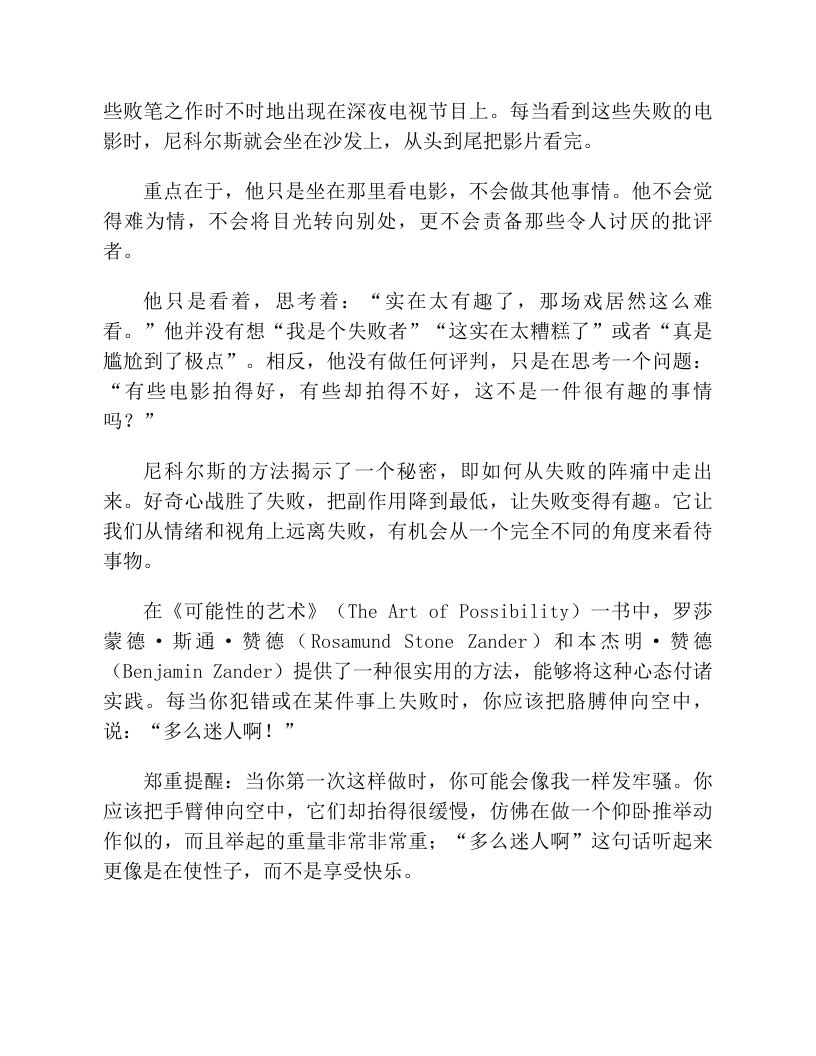 些败笔之作时不时地出现在深夜电视节目上。每当看到这些失败的电
影时，尼科尔斯就会坐在沙发上，从头到尾把影片看完。
重点在于，他只是坐在那里看电影，不会做其他事情。他不会觉
得难为情，不会将目光转向别处，更不会责备那些令人讨厌的批评
者。
他只是看着，思考着：“实在太有趣了，那场戏居然这么难
看。”他并没有想“我是个失败者”“这实在太糟糕了”或者“真是
尴尬到了极点”。相反，他没有做任何评判，只是在思考一个问题：
“有些电影拍得好，有些却拍得不好，这不是一件很有趣的事情
吗？”
尼科尔斯的方法揭示了一个秘密，即如何从失败的阵痛中走出
来。好奇心战胜了失败，把副作用降到最低，让失败变得有趣。它让
我们从情绪和视角上远离失败，有机会从一个完全不同的角度来看待
事物。
在《可能性的艺术》（The Art of Possibility）一书中，罗莎
蒙德·斯通·赞德（Rosamund Stone Zander）和本杰明·赞德
（Benjamin Zander）提供了一种很实用的方法，能够将这种心态付诸
实践。每当你犯错或在某件事上失败时，你应该把胳膊伸向空中，
说：“多么迷人啊！”
郑重提醒：当你第一次这样做时，你可能会像我一样发牢骚。你
应该把手臂伸向空中，它们却抬得很缓慢，仿佛在做一个仰卧推举动
作似的，而且举起的重量非常非常重；“多么迷人啊”这句话听起来
更像是在使性子，而不是享受快乐。